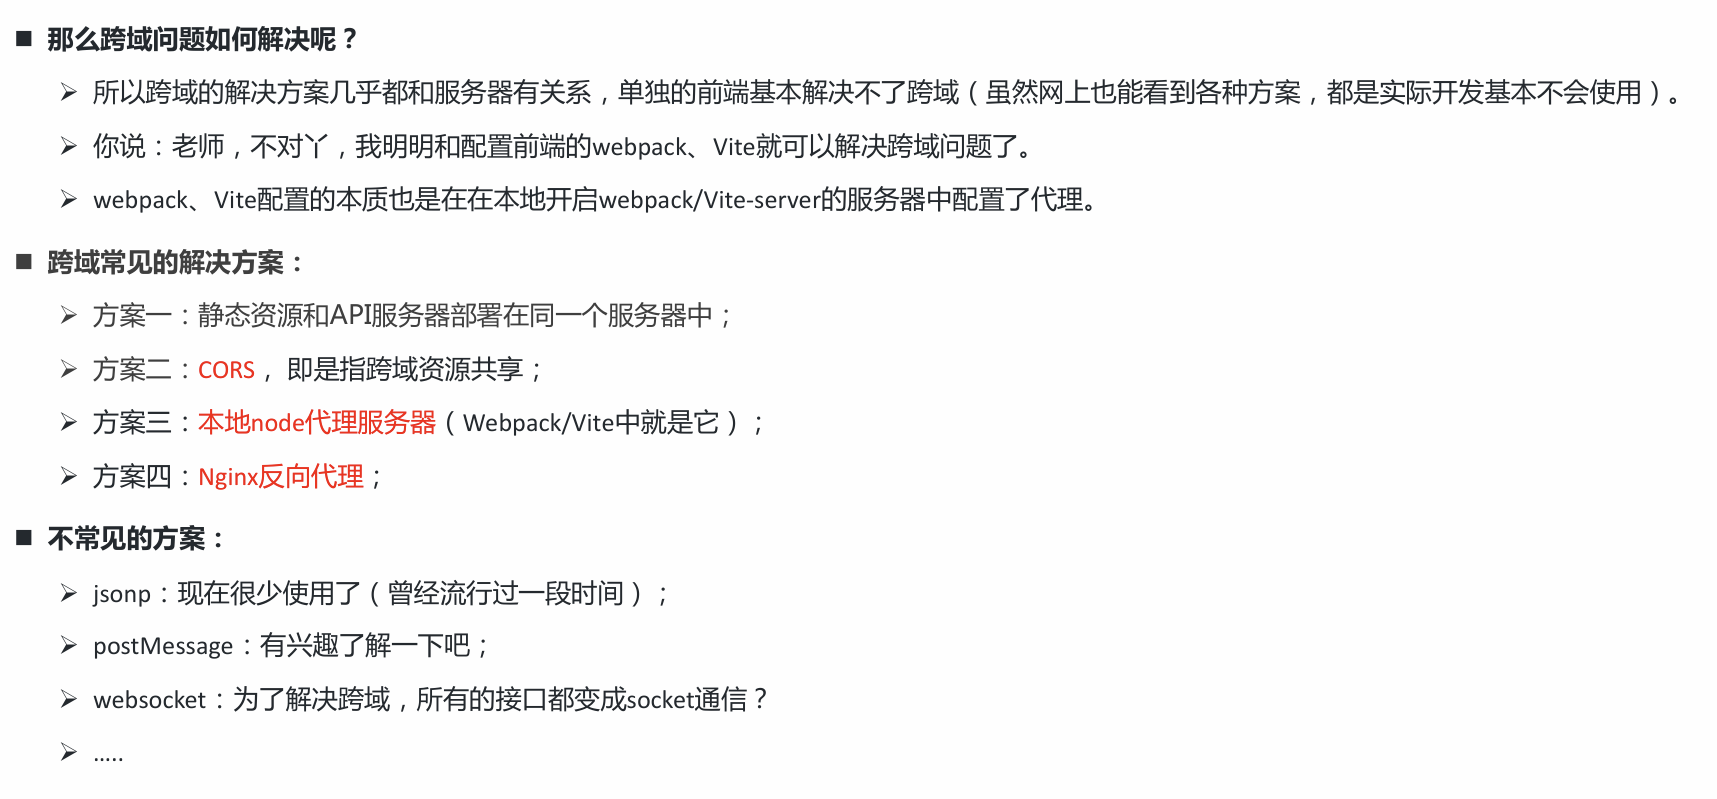 ■ 那么跨域问题如何解决呢？
➢ 所以跨域的解决方案几乎都和服务器有关系，单独的前端基本解决不了跨域（虽然网上也能看到各种方案，都是实际开发基本不会使用）。
➢ 你说：老师，不对丫，我明明和配置前端的webpack、Vite就可以解决跨域问题了。
➢ webpack、Vite配置的本质也是在在本地开启webpack/Vite-server的服务器中配置了代理。
■ 跨域常见的解决方案：
➢ 方案一：静态资源和API服务器部署在同一个服务器中；
➢ 方案二：CORS， 即是指跨域资源共享；
➢ 方案三：本地node代理服务器（Webpack/Vite中就是它）；
➢ 方案四：Nginx反向代理；
■ 不常见的方案：
➢ jsonp：现在很少使用了（曾经流行过一段时间）；
➢ postMessage：有兴趣了解一下吧；
➢ websocket：为了解决跨域，所有的接口都变成socket通信？
➢ …..